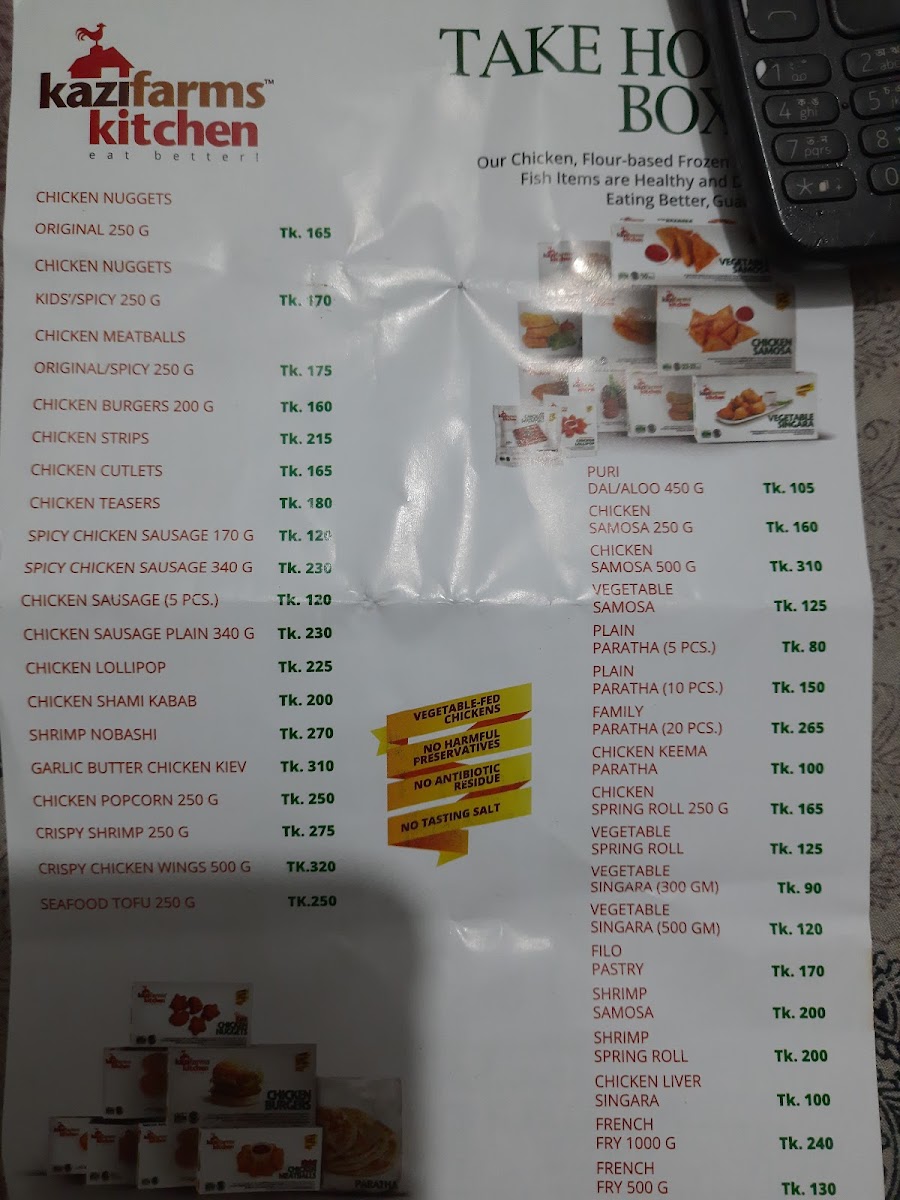 kazifarms™
kitchen
eat better!
TAKE HO
BOX
Our Chicken, Flour-based Frozen
Fish Items are Healthy and
Eating Better,
CHICKEN NUGGETS
ORIGINAL 250 G Tk. 165
CHICKEN NUGGETS
KIDS'/SPICY 250 G Tk. 170
CHICKEN MEATBALLS
ORIGINAL/SPICY 250 G Tk. 175
CHICKEN BURGERS 200 G Tk. 160
CHICKEN STRIPS Tk. 215
CHICKEN CUTLETS Tk. 165
CHICKEN TEASERS Tk. 180
SPICY CHICKEN SAUSAGE 170 G Tk. 120
SPICY CHICKEN SAUSAGE 340 G Tk. 230
CHICKEN SAUSAGE (5 PCS.) Tk. 120
CHICKEN SAUSAGE PLAIN 340 G Tk. 230
CHICKEN LOLLIPOP Tk. 225
CHICKEN SHAMI KABAB Tk. 200
SHRIMP NOBASHI Tk. 270
GARLIC BUTTER CHICKEN KIEV Tk. 310
CHICKEN POPCORN 250 G Tk. 250
CRISPY SHRIMP 250 G Tk. 275
CRISPY CHICKEN WINGS 500 G TK.320
SEAFOOD TOFU 250 G TK.250
VEGETABLE-FED
CHICKENS
NO HARMFUL
PRESERVATIVES
NO ANTIBIOTIC
RESIDUE
NO TASTING SALT
VEGETABLE
SAMOSA
CHICKEN
SAMOSA
VEGETABLE
SINGARA
PURI
DAL/ALOO 450 G Tk. 105
CHICKEN
SAMOSA 250 G Tk. 160
CHICKEN
SAMOSA 500 G Tk. 310
VEGETABLE
SAMOSA Tk. 125
PLAIN
PARATHA (5 PCS.) Tk. 80
PLAIN
PARATHA (10 PCS.) Tk. 150
FAMILY
PARATHA (20 PCS.) Tk. 265
CHICKEN KEEMA
PARATHA Tk. 100
CHICKEN
SPRING ROLL 250 G Tk. 165
VEGETABLE
SPRING ROLL Tk. 125
VEGETABLE
SINGARA (300 GM) Tk. 90
VEGETABLE
SINGARA (500 GM) Tk. 120
FILO
PASTRY Tk. 170
SHRIMP
SAMOSA Tk. 200
SHRIMP
SPRING ROLL Tk. 200
CHICKEN LIVER
SINGARA Tk. 100
FRENCH
FRY 1000 G Tk. 240
FRENCH
FRY 500 G Tk. 130
CHICKEN
NUGGETS
CHICKEN
BURGERS
CHICKEN
MEATBALLS
PARATHA